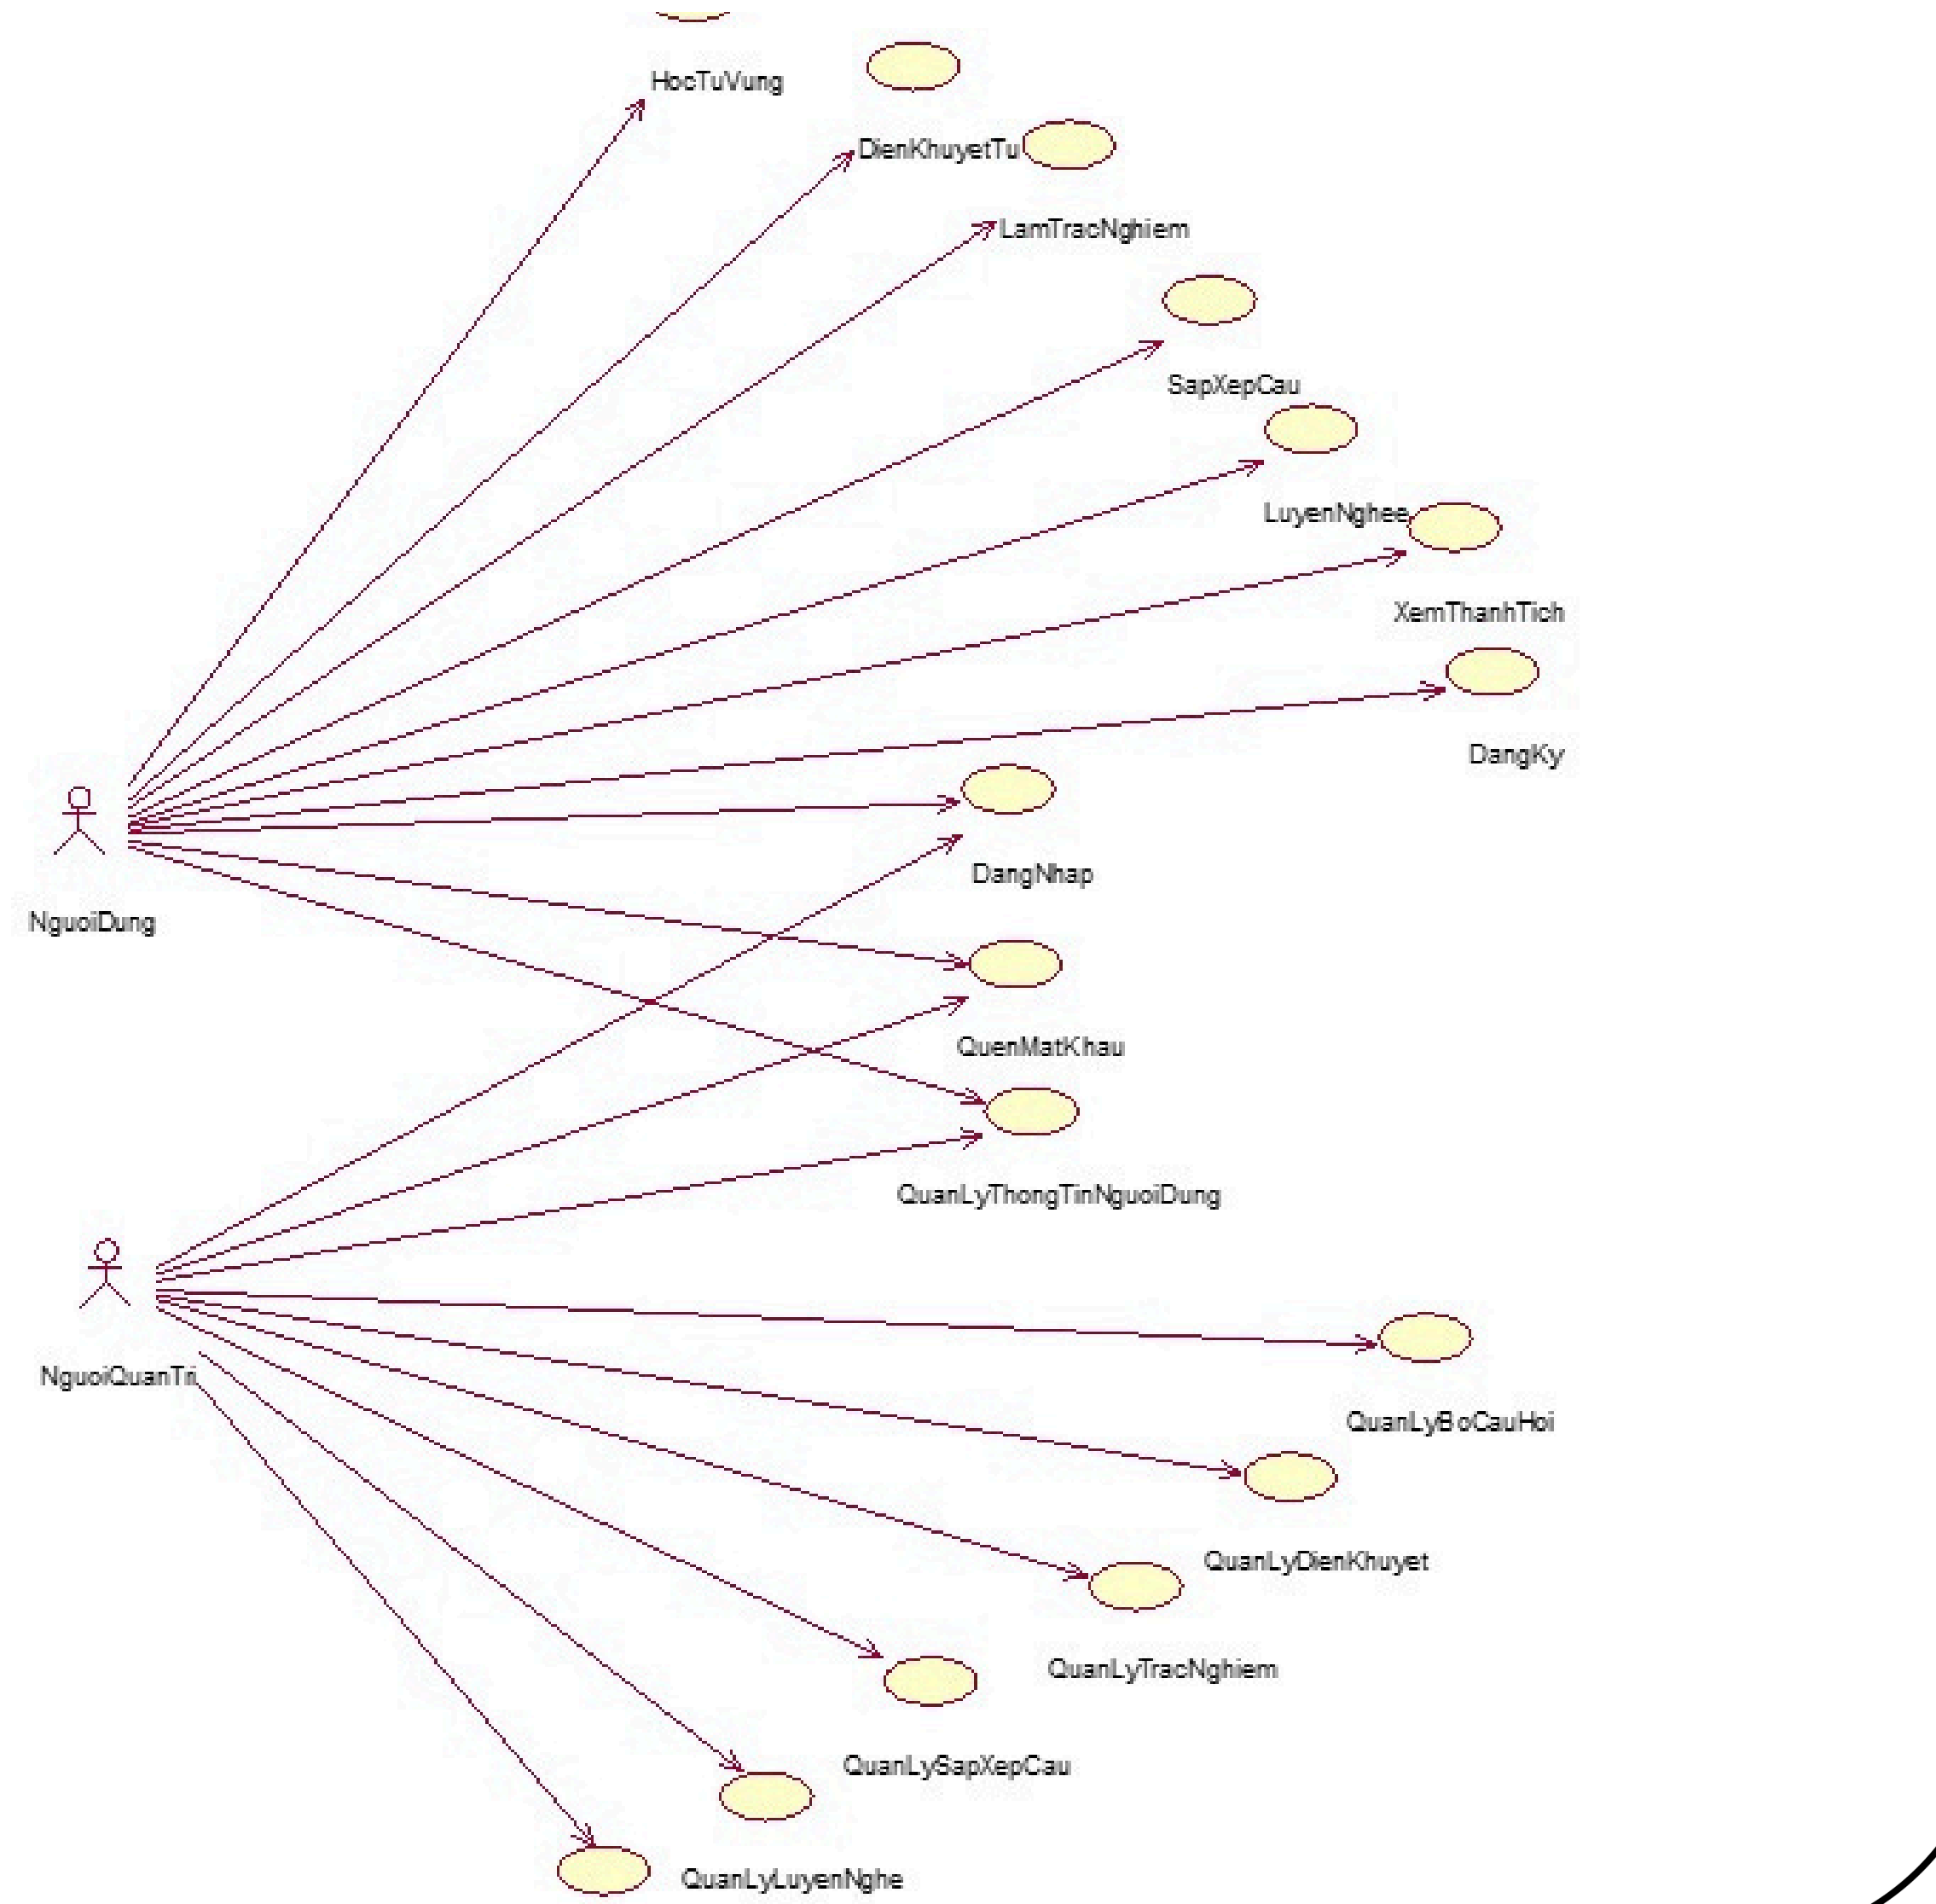 HocTuVung
DienKhuyetTu
LamTracNghiem
SapXepCau
LuyenNghee
XemThanhTich
DangKy
DangNhap
NguoiDung
QuenMatKhau
QuanLyThongTinNguoiDung
NguoiQuanTri
QuanLyBoCauHoi
QuanLyDienKhuyet
QuanLyTracNghiem
QuanLySapXepCau
QuanLyLuyenNghe